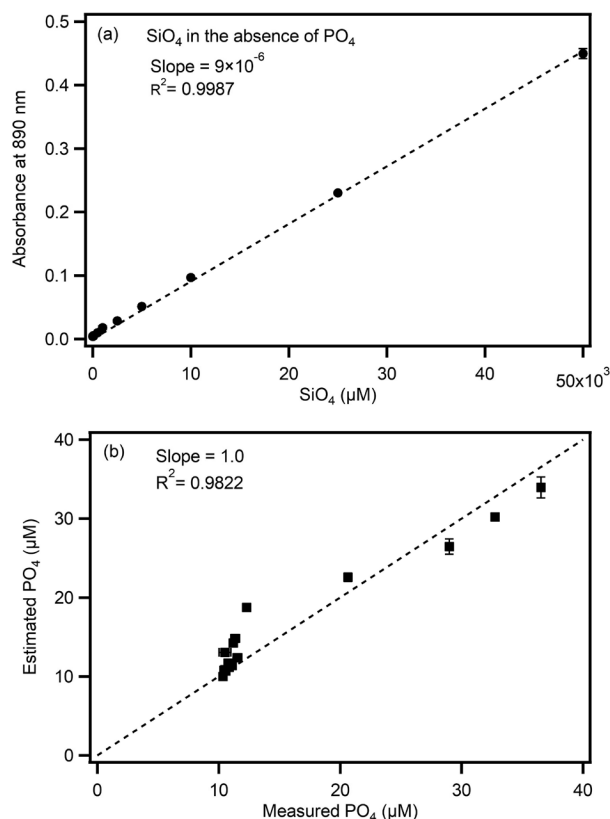 (a) SiO₄ in the absence of PO₄
Slope = 9×10⁻⁶
R² = 0.9987
0.5
0.4
0.3
0.2
0.1
0.0
Absorbance at 890 nm
0 10 20 30 40 50x10³
SiO₄ (µM)
(b) Slope = 1.0
R² = 0.9822
40
30
20
10
0
Estimated PO₄ (µM)
0 10 20 30 40
Measured PO₄ (µM)